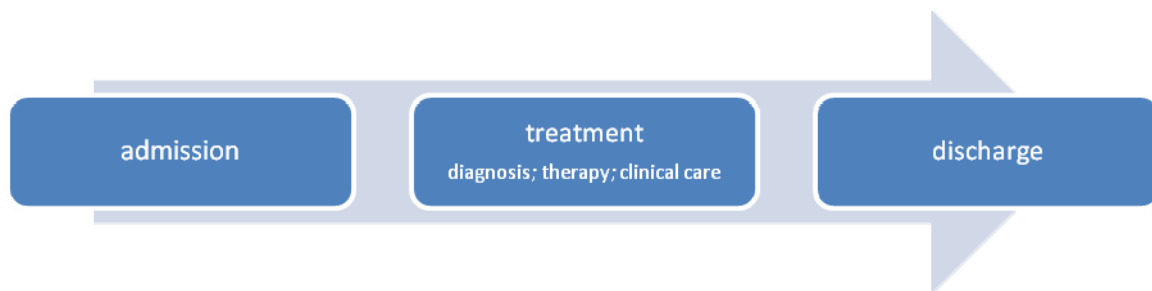 admission
treatment
diagnosis; therapy; clinical care
discharge